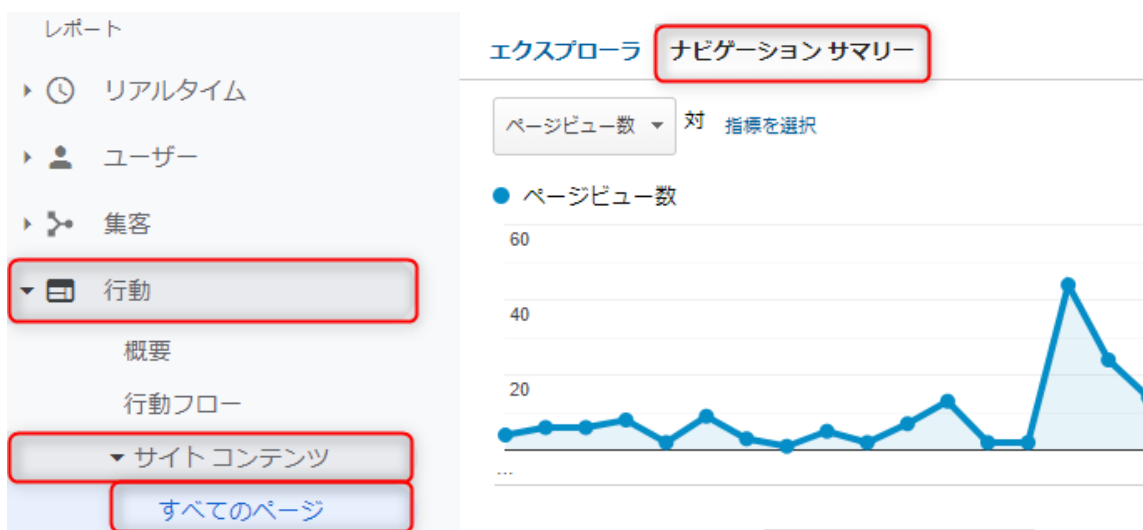 レポート
リアルタイム
ユーザー
集客
行動
概要
行動フロー
サイト コンテンツ
すべてのページ
エクスプローラ ナビゲーション サマリー
ページビュー数 対 指標を選択
ページビュー数
60
40
20
...